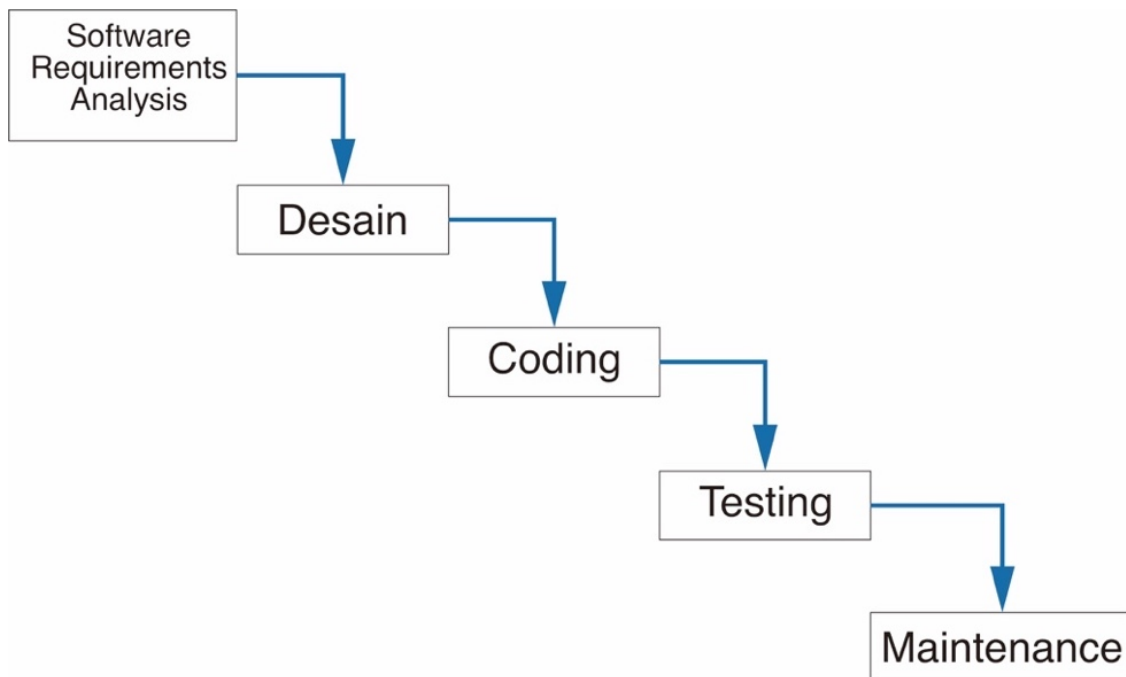 Software
Requirements
Analysis
Desain
Coding
Testing
Maintenance